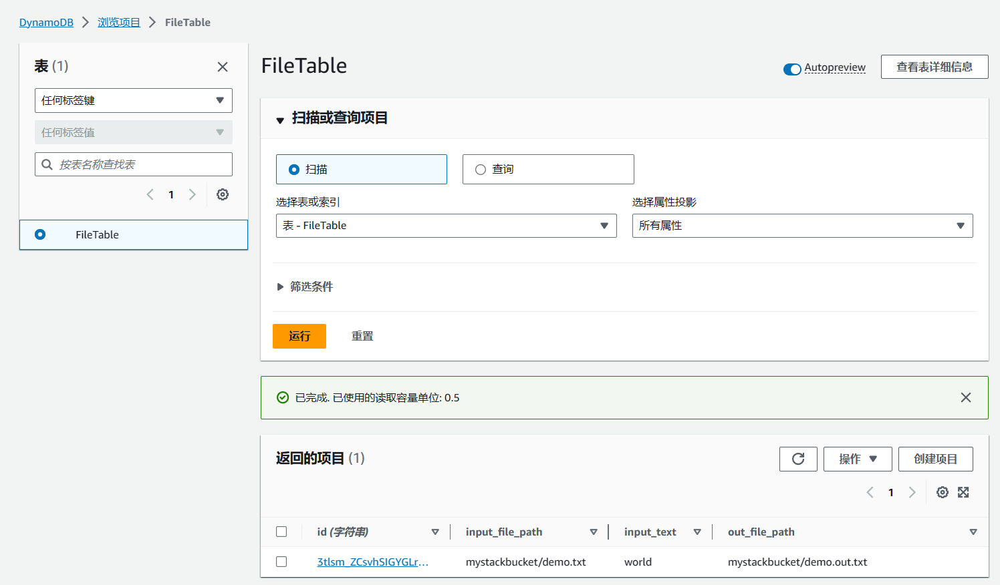 DynamoDB > 浏览项目 > FileTable
表 (1)
任何标签键
任何标签值
按表名称查找表
1
FileTable
FileTable
Autopreview
查看表详细信息
扫描或查询项目
扫描 查询
选择表或索引 选择属性投影
表 - FileTable 所有属性
筛选条件
运行 重置
已完成. 已使用的读取容量单位: 0.5
返回的项目 (1)
操作 创建项目
1
id (字符串) input_file_path input_text out_file_path
3tlsm_ZCsvhSIGYGLr... mystackbucket/demo.txt world mystackbucket/demo.out.txt